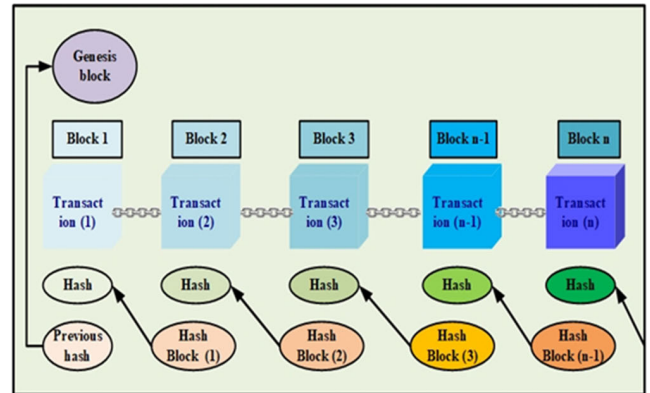 Genesis
block
Block 1
Block 2
Block 3
Block n-1
Block n
Transact
ion (1)
Transact
ion (2)
Transact
ion (3)
Transact
ion (n-1)
Transact
ion (n)
Hash
Hash
Hash
Hash
Hash
Previous
hash
Hash
Block (1)
Hash
Block (2)
Hash
Block (3)
Hash
Block (n-1)